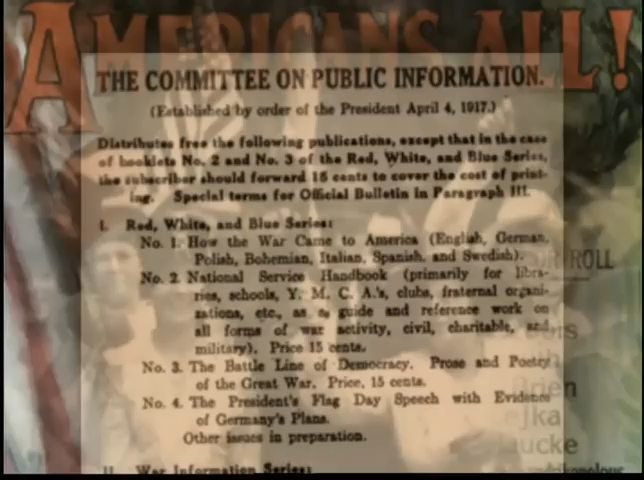 AMERICANS ALL!
THE COMMITTEE ON PUBLIC INFORMATION.
(Established by order of the President April 4, 1917.)
Distributes free the following publications, except that in the case
of booklets No. 2 and No. 3 of the Red, White, and Blue Series,
the subscriber should forward 15 cents to cover the cost of print-
ing. Special terms for Official Bulletin in Paragraph III.
I. Red, White, and Blue Series:
No. 1. How the War Came to America (English, German,
Polish, Bohemian, Italian, Spanish, and Swedish).
ROLL
No. 2. National Service Handbook (primarily for libra-
ries, schools, Y. M. C. A.'s, clubs, fraternal organi-
zations, etc., as a guide and reference work on
all forms of war activity, civil, charitable, and
military). Price 15 cents.
No. 3. The Battle Line of Democracy. Prose and Poetry
of the Great War. Price, 15 cents.
No. 4. The President's Flag Day Speech with Evidence
of Germany's Plans.
Other issues in preparation.
II. War Information Series: